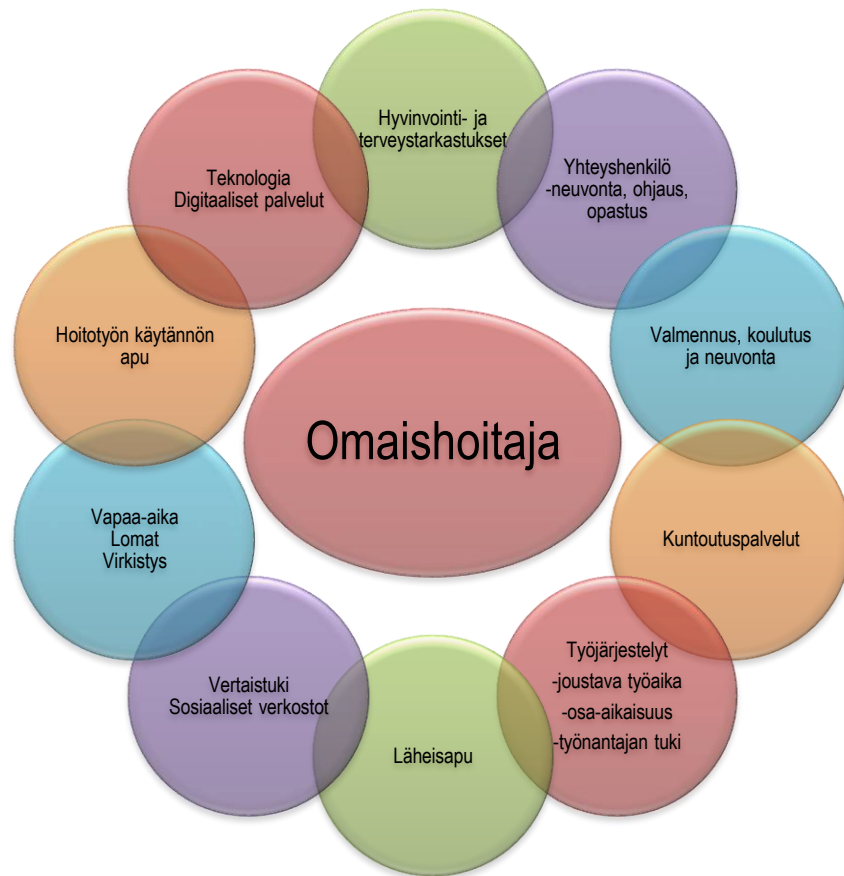 Hyvinvointi- ja
terveystarkastukset
Yhteyshenkilö
-neuvonta, ohjaus,
opastus
Valmennus, koulutus
ja neuvonta
Kuntoutuspalvelut
Työjärjestelyt
-joustava työaika
-osa-aikaisuus
-työnantajan tuki
Läheisapu
Vertaistuki
Sosiaaliset verkostot
Vapaa-aika
Lomat
Virkistys
Hoitotyön käytännön
apu
Teknologia
Digitaaliset palvelut
Omaishoitaja